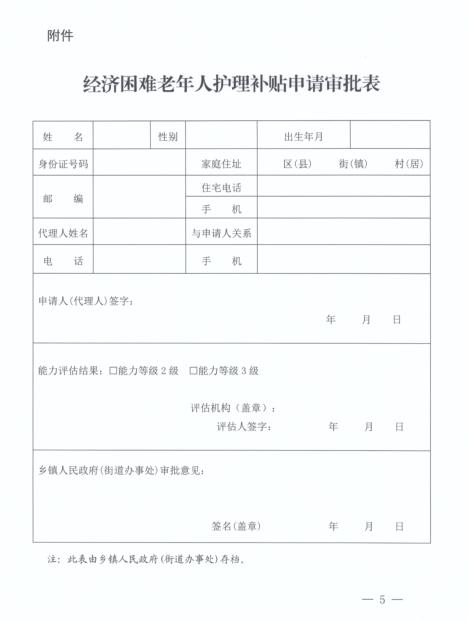 附件
经济困难老年人护理补贴申请审批表
姓 名 性别 出生年月
身份证号码 家庭住址 区(县) 街(镇) 村(居)
邮 编 住宅电话
手 机
代理人姓名 与申请人关系
电 话 手 机
申请人(代理人)签字:
年 月 日
能力评估结果: □能力等级2级 □能力等级3级
评估机构(盖章):
评估人签字: 年 月 日
乡镇人民政府(街道办事处)审批意见:
签名(盖章) 年 月 日
注: 此表由乡镇人民政府(街道办事处)存档。
— 5 —